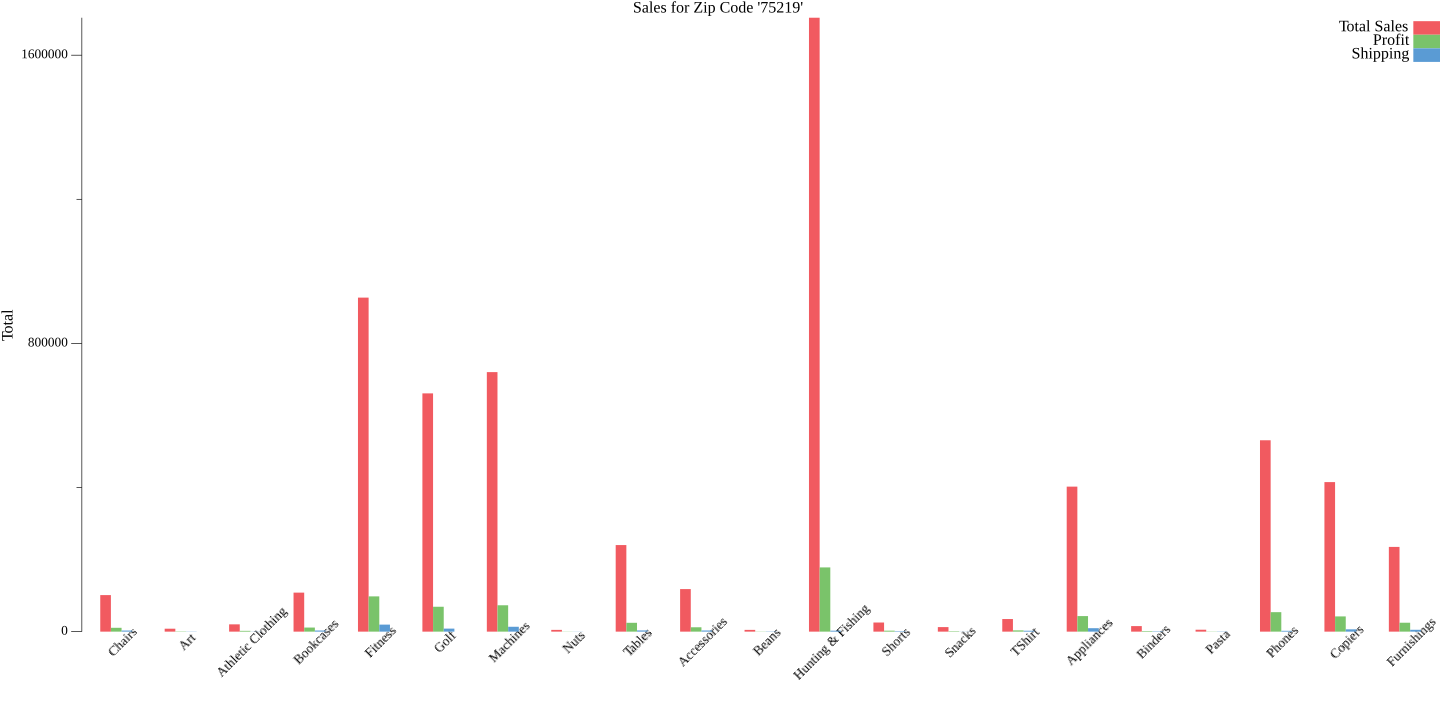 Sales for Zip Code '75219'
Total Sales
Profit
Shipping
Total
1600000
800000
0
Chairs
Art
Athletic Clothing
Bookcases
Fitness
Golf
Machines
Nuts
Tables
Accessories
Beans
Hunting & Fishing
Shorts
Snacks
TShirt
Appliances
Binders
Pasta
Phones
Copiers
Furnishings